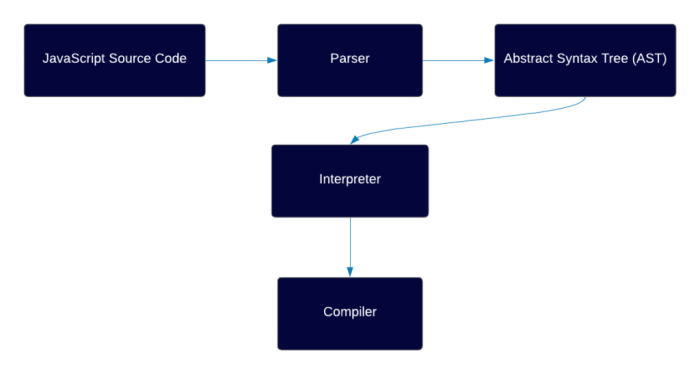 JavaScript Source Code
Parser
Abstract Syntax Tree (AST)
Interpreter
Compiler